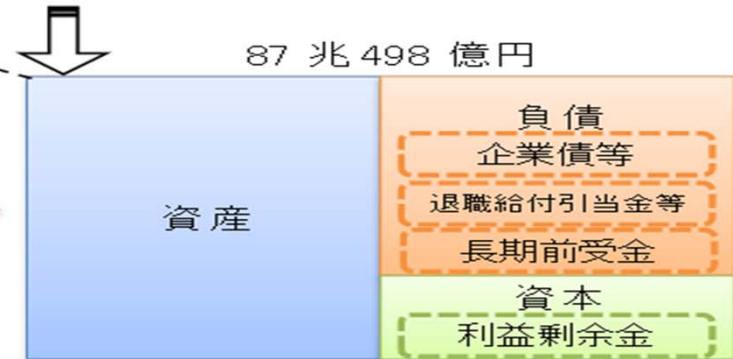 87 兆 498 億円
資産
負債
企業債等
退職給付引当金等
長期前受金
資本
利益剰余金